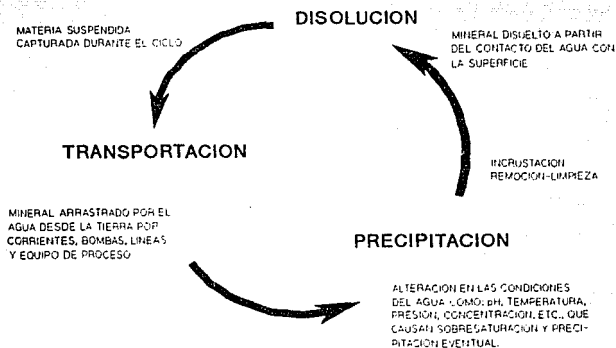 DISOLUCION
MATERIA SUSPENDIDA
CAPTURADA DURANTE EL CICLO
MINERAL DISUELTO A PARTIR
DEL CONTACTO DEL AGUA CON
LA SUPERFICIE
TRANSPORTACION
INCRUSTACION
REMOCION-LIMPIEZA
MINERAL ARRASTRADO POR EL
AGUA DESDE LA TIERRA POR
CORRIENTES, BOMBAS, LINEAS
Y EQUIPO DE PROCESO
PRECIPITACION
ALTERACION EN LAS CONDICIONES
DEL AGUA COMO: pH, TEMPERATURA,
PRESION, CONCENTRACION, ETC., QUE
CAUSAN SOBRESATURACION Y PRECI-
PITACION EVENTUAL.